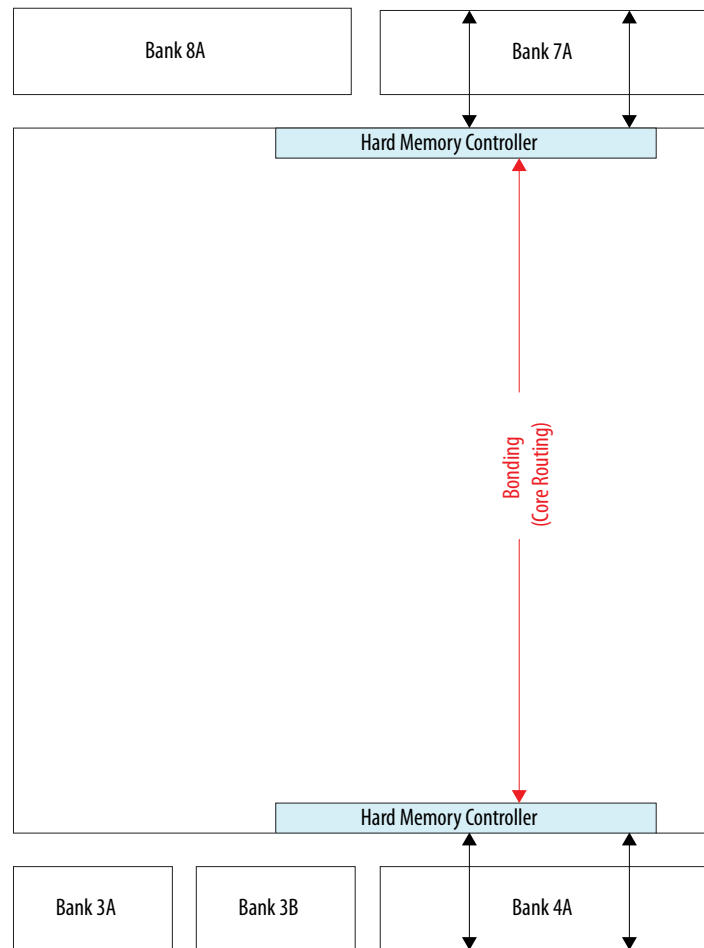 Bank 8A
Bank 7A
Hard Memory Controller
Bonding
(Core Routing)
Hard Memory Controller
Bank 3A
Bank 3B
Bank 4A